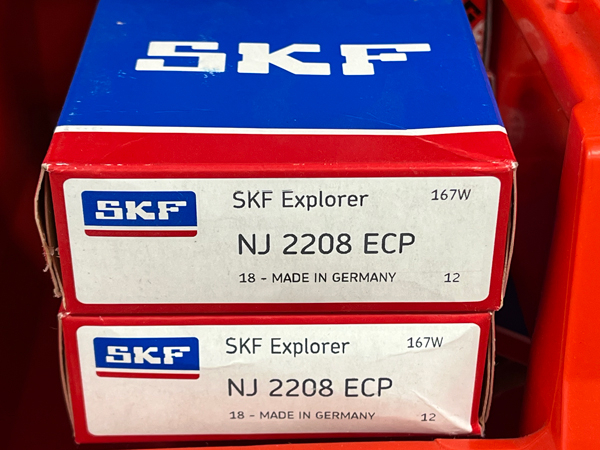 SKF
SKF
SKF Explorer
167W
NJ 2208 ECP
18 - MADE IN GERMANY
12
SKF
SKF Explorer
167W
NJ 2208 ECP
18 - MADE IN GERMANY
12